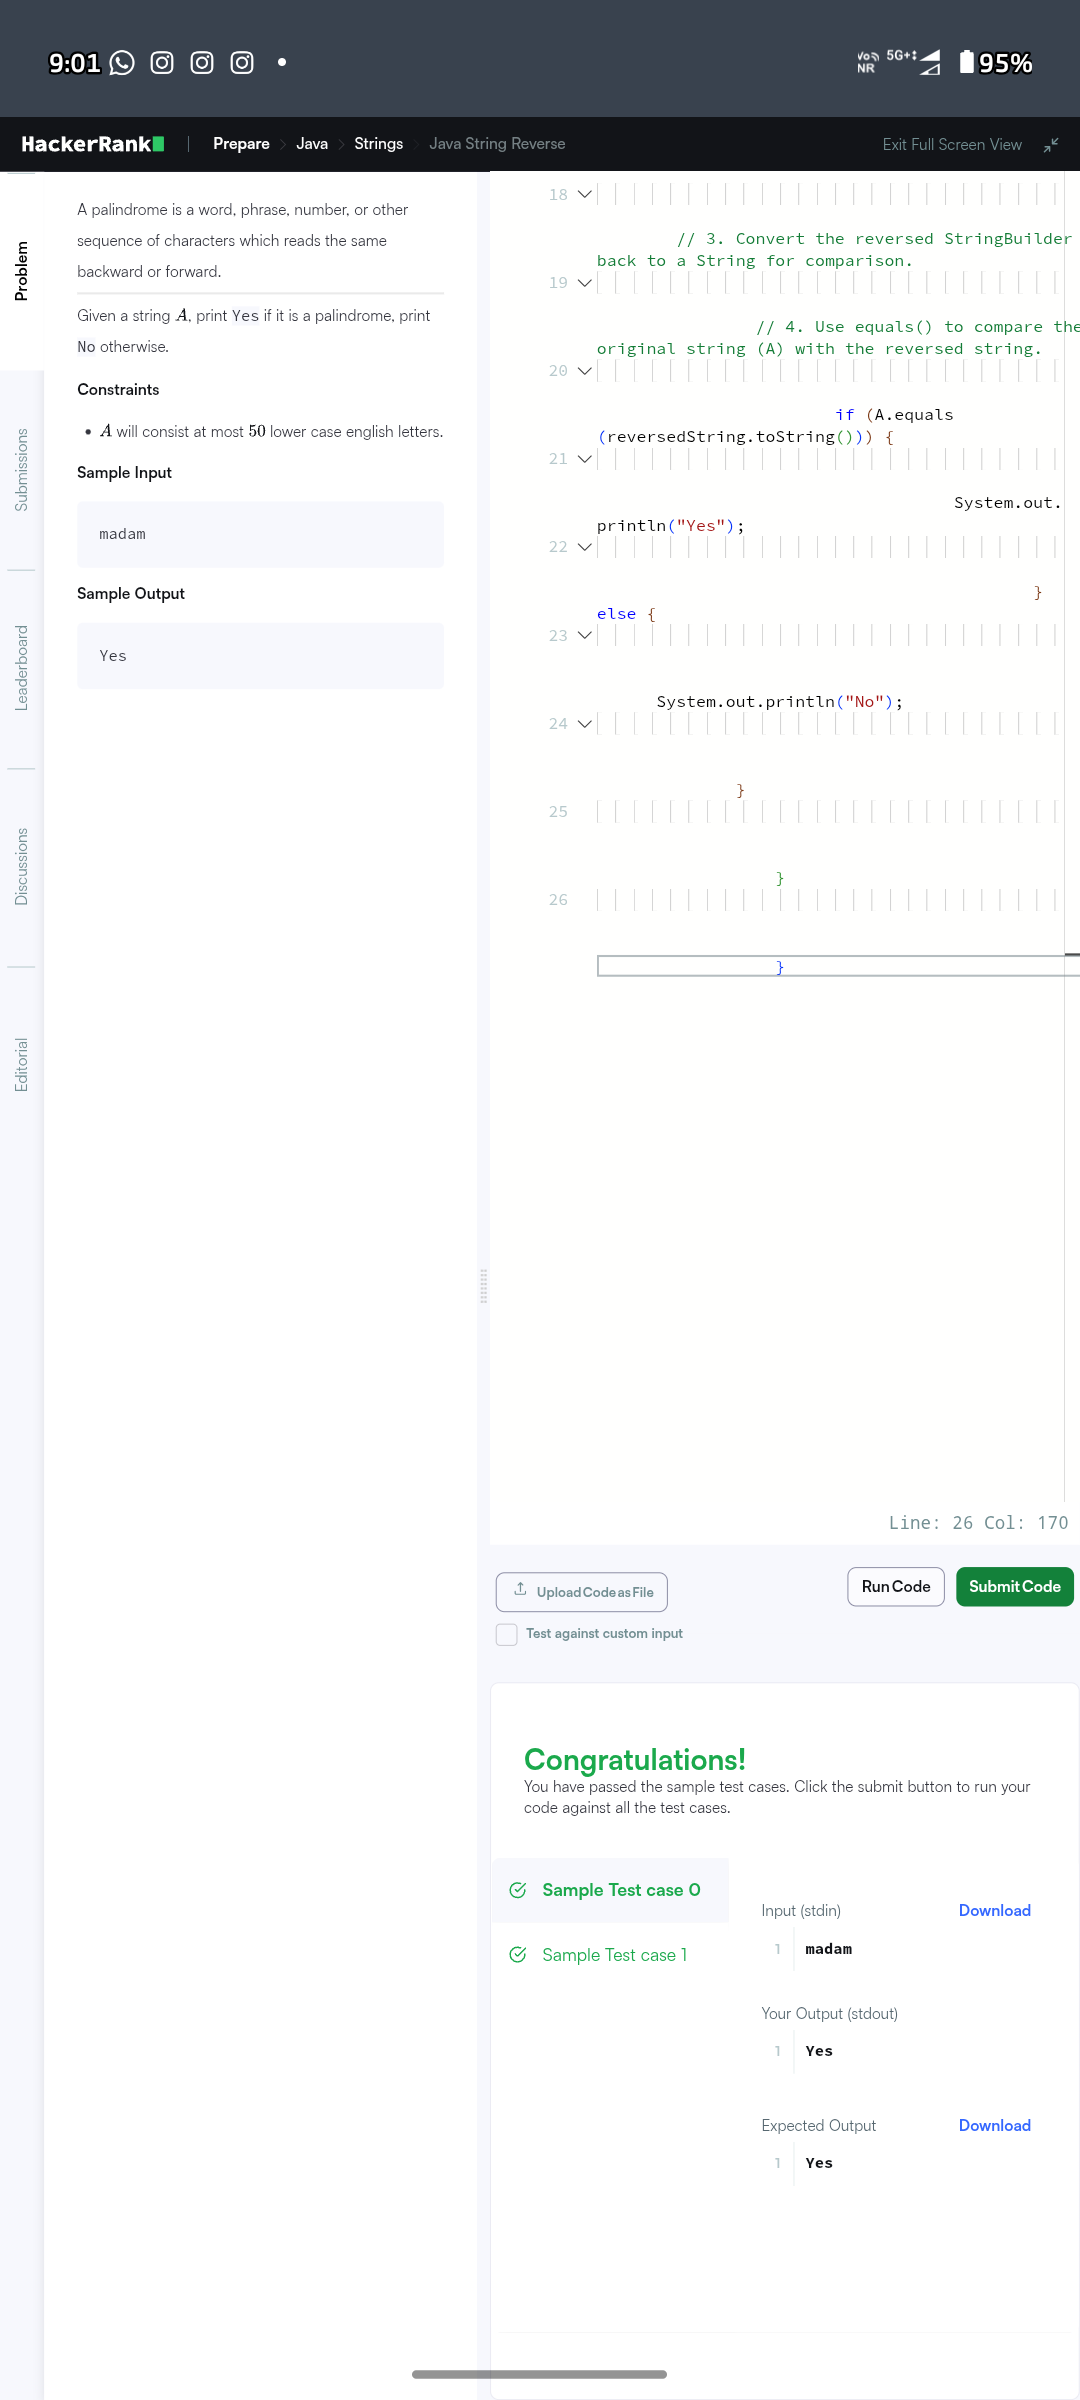 9:01
Vo NR 5G+ 95%
HackerRank Prepare Java Strings Java String Reverse Exit Full Screen View
Problem
Submissions
Leaderboard
Discussions
Editorial
A palindrome is a word, phrase, number, or other
sequence of characters which reads the same
backward or forward.
Given a string A, print Yes if it is a palindrome, print
No otherwise.
Constraints
• A will consist at most 50 lower case english letters.
Sample Input
madam
Sample Output
Yes
18
// 3. Convert the reversed StringBuilder
back to a String for comparison.
19
// 4. Use equals() to compare the
original string (A) with the reversed string.
20
if (A.equals
(reversedString.toString())) {
21
System.out.
println("Yes");
22
}
else {
23
System.out.println("No");
24
}
25
}
26
}
Line: 26 Col: 170
Upload Code as File
Run Code
Submit Code
Test against custom input
Congratulations!
You have passed the sample test cases. Click the submit button to run your
code against all the test cases.
Sample Test case 0
Sample Test case 1
Input (stdin) Download
1 madam
Your Output (stdout)
1 Yes
Expected Output Download
1 Yes